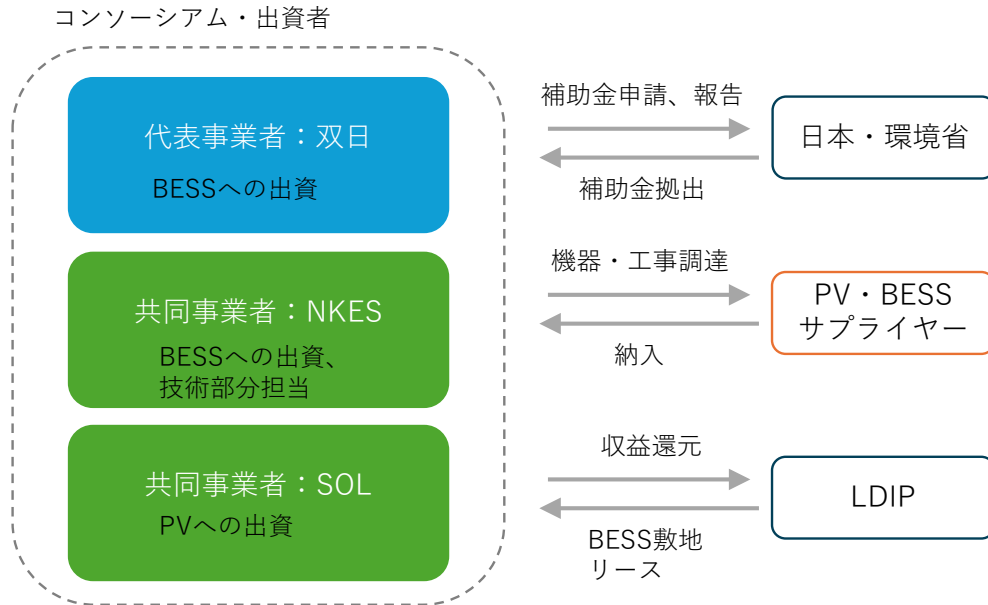 コンソーシアム・出資者
代表事業者：双日
BESSへの出資
共同事業者：NKES
BESSへの出資、
技術部分担当
共同事業者：SOL
PVへの出資
補助金申請、報告
補助金拠出
日本・環境省
機器・工事調達
納入
PV・BESS
サプライヤー
収益還元
BESS敷地
リース
LDIP